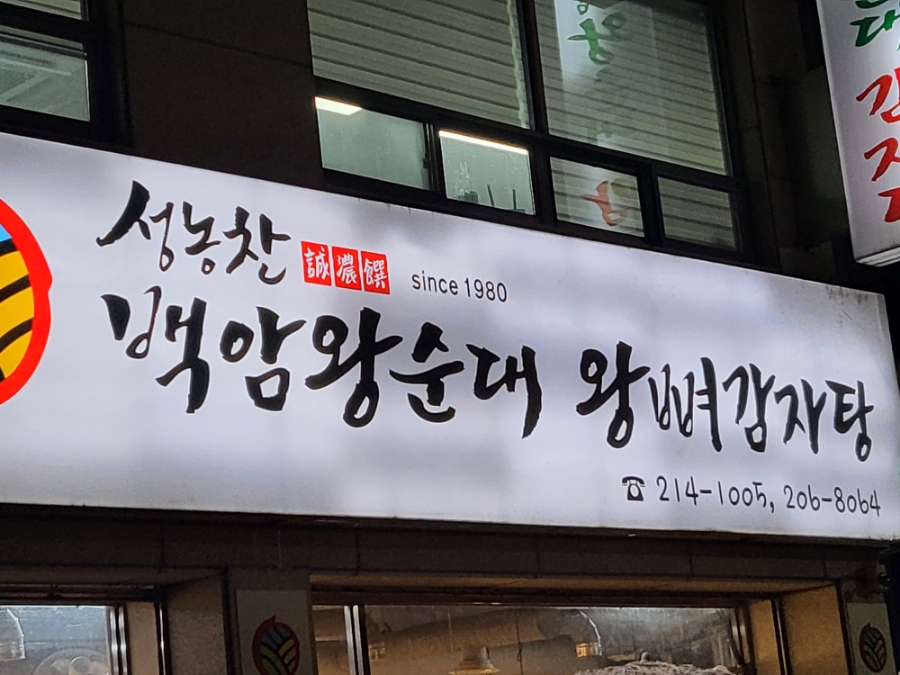 성농찬 誠濃饌 since 1980
백암왕순대 왕뼈감자탕
☎ 214-1005, 206-8064